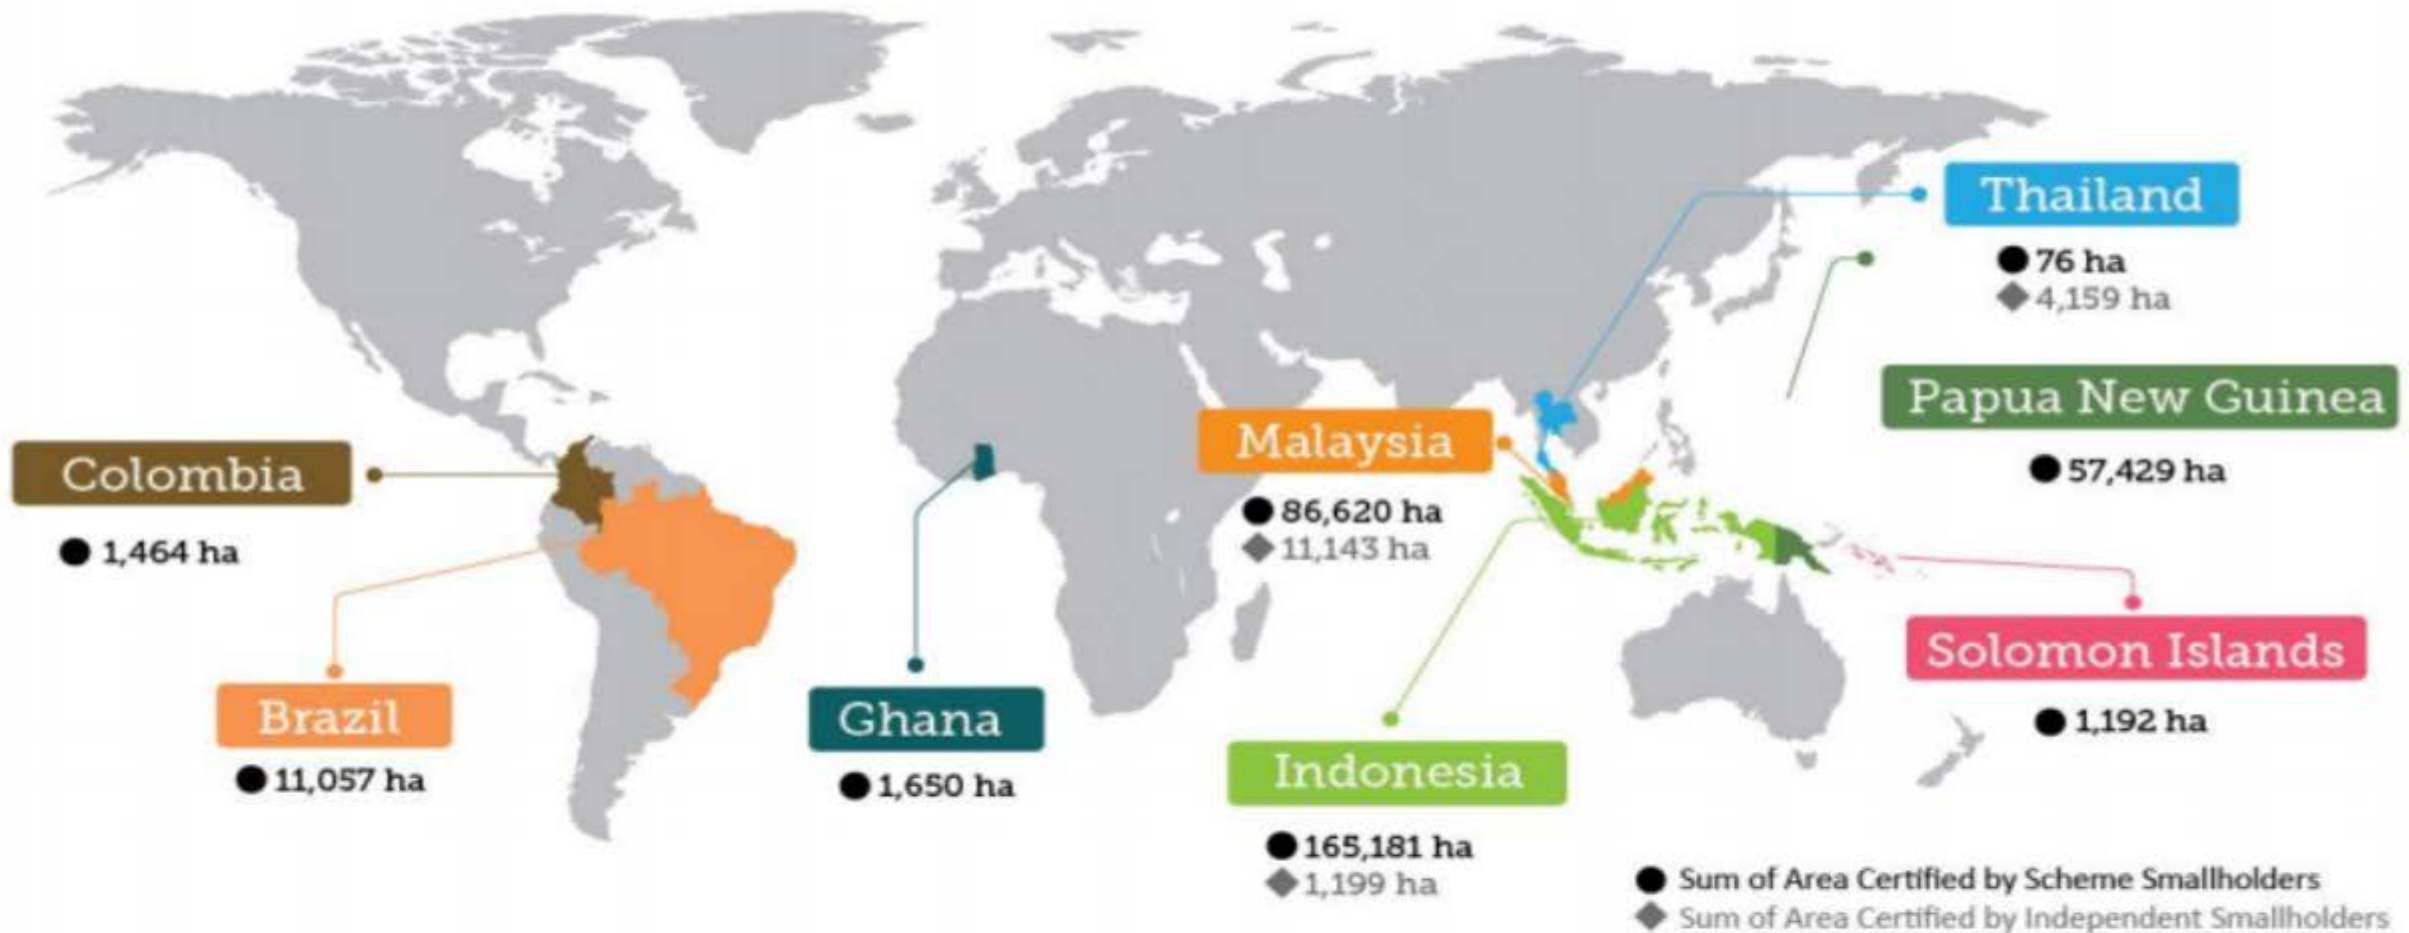 Thailand
● 76 ha
◆ 4,159 ha
Papua New Guinea
● 57,429 ha
Malaysia
● 86,620 ha
◆ 11,143 ha
Colombia
● 1,464 ha
Solomon Islands
● 1,192 ha
Brazil
● 11,057 ha
Ghana
● 1,650 ha
Indonesia
● 165,181 ha
◆ 1,199 ha
● Sum of Area Certified by Scheme Smallholders
◆ Sum of Area Certified by Independent Smallholders